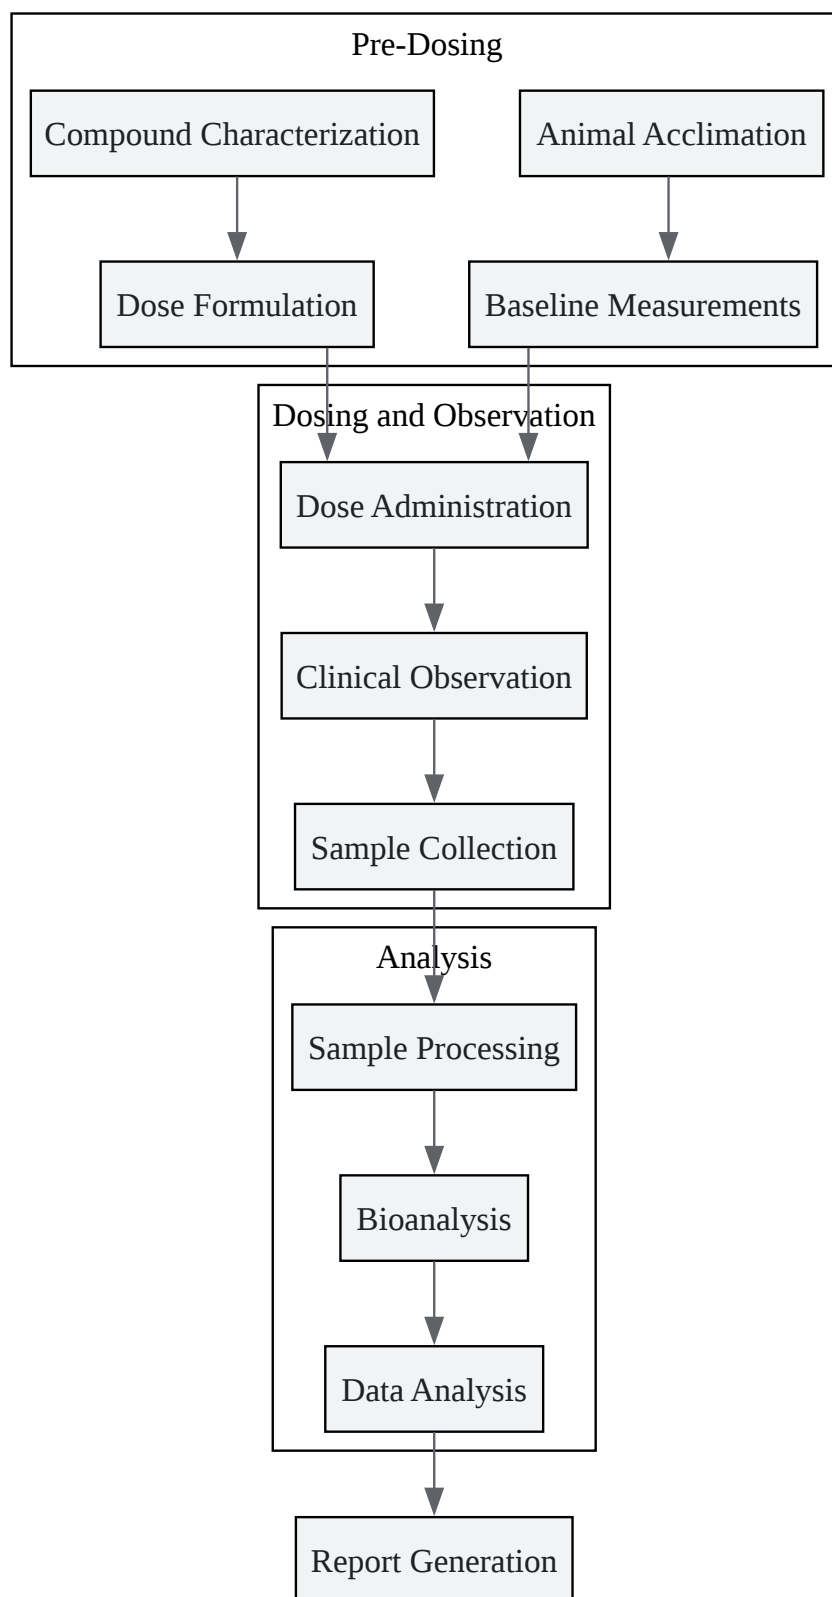 Pre-Dosing
Compound Characterization
Animal Acclimation
Dose Formulation
Baseline Measurements
Dosing and Observation
Dose Administration
Clinical Observation
Sample Collection
Analysis
Sample Processing
Bioanalysis
Data Analysis
Report Generation